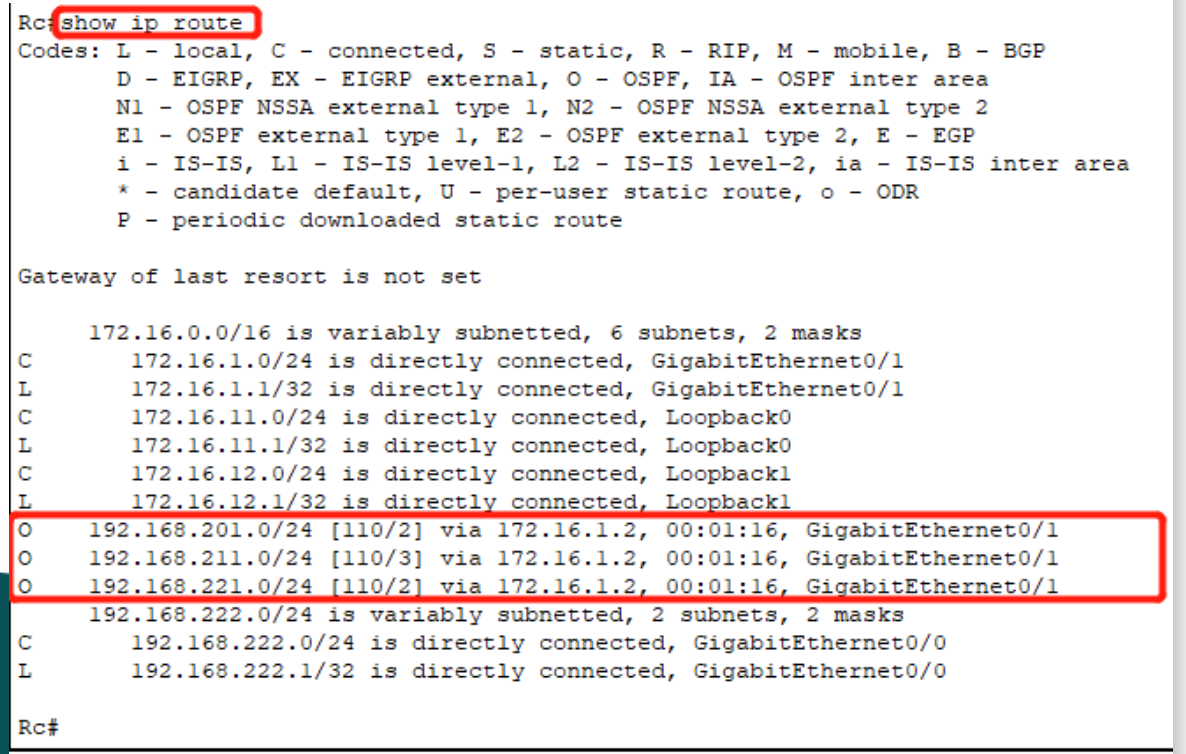 Rc#show ip route
Codes: L - local, C - connected, S - static, R - RIP, M - mobile, B - BGP
       D - EIGRP, EX - EIGRP external, O - OSPF, IA - OSPF inter area
       N1 - OSPF NSSA external type 1, N2 - OSPF NSSA external type 2
       E1 - OSPF external type 1, E2 - OSPF external type 2, E - EGP
       i - IS-IS, L1 - IS-IS level-1, L2 - IS-IS level-2, ia - IS-IS inter area
       * - candidate default, U - per-user static route, o - ODR
       P - periodic downloaded static route
Gateway of last resort is not set
     172.16.0.0/16 is variably subnetted, 6 subnets, 2 masks
C       172.16.1.0/24 is directly connected, GigabitEthernet0/1
L       172.16.1.1/32 is directly connected, GigabitEthernet0/1
C       172.16.11.0/24 is directly connected, Loopback0
L       172.16.11.1/32 is directly connected, Loopback0
C       172.16.12.0/24 is directly connected, Loopback1
L       172.16.12.1/32 is directly connected, Loopback1
O    192.168.201.0/24 [110/2] via 172.16.1.2, 00:01:16, GigabitEthernet0/1
O    192.168.211.0/24 [110/3] via 172.16.1.2, 00:01:16, GigabitEthernet0/1
O    192.168.221.0/24 [110/2] via 172.16.1.2, 00:01:16, GigabitEthernet0/1
     192.168.222.0/24 is variably subnetted, 2 subnets, 2 masks
C       192.168.222.0/24 is directly connected, GigabitEthernet0/0
L       192.168.222.1/32 is directly connected, GigabitEthernet0/0
Rc#